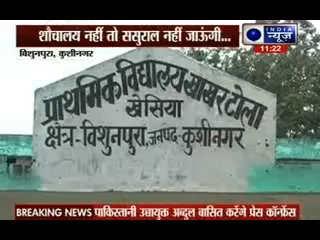 शौचालय नहीं तो ससुराल नहीं जाऊंगी...
INDIA
न्यूज़
बिशुनपुरा, कुशीनगर
11:22
प्राथमिक विद्यालय खाखरटोला
खेसिया
क्षेत्र-विशुनपुरा, जनपद-कुशीनगर
BREAKING NEWS पाकिस्तानी उच्चायुक्त अब्दुल बासित करेंगे प्रेस कॉन्फ्रेंस